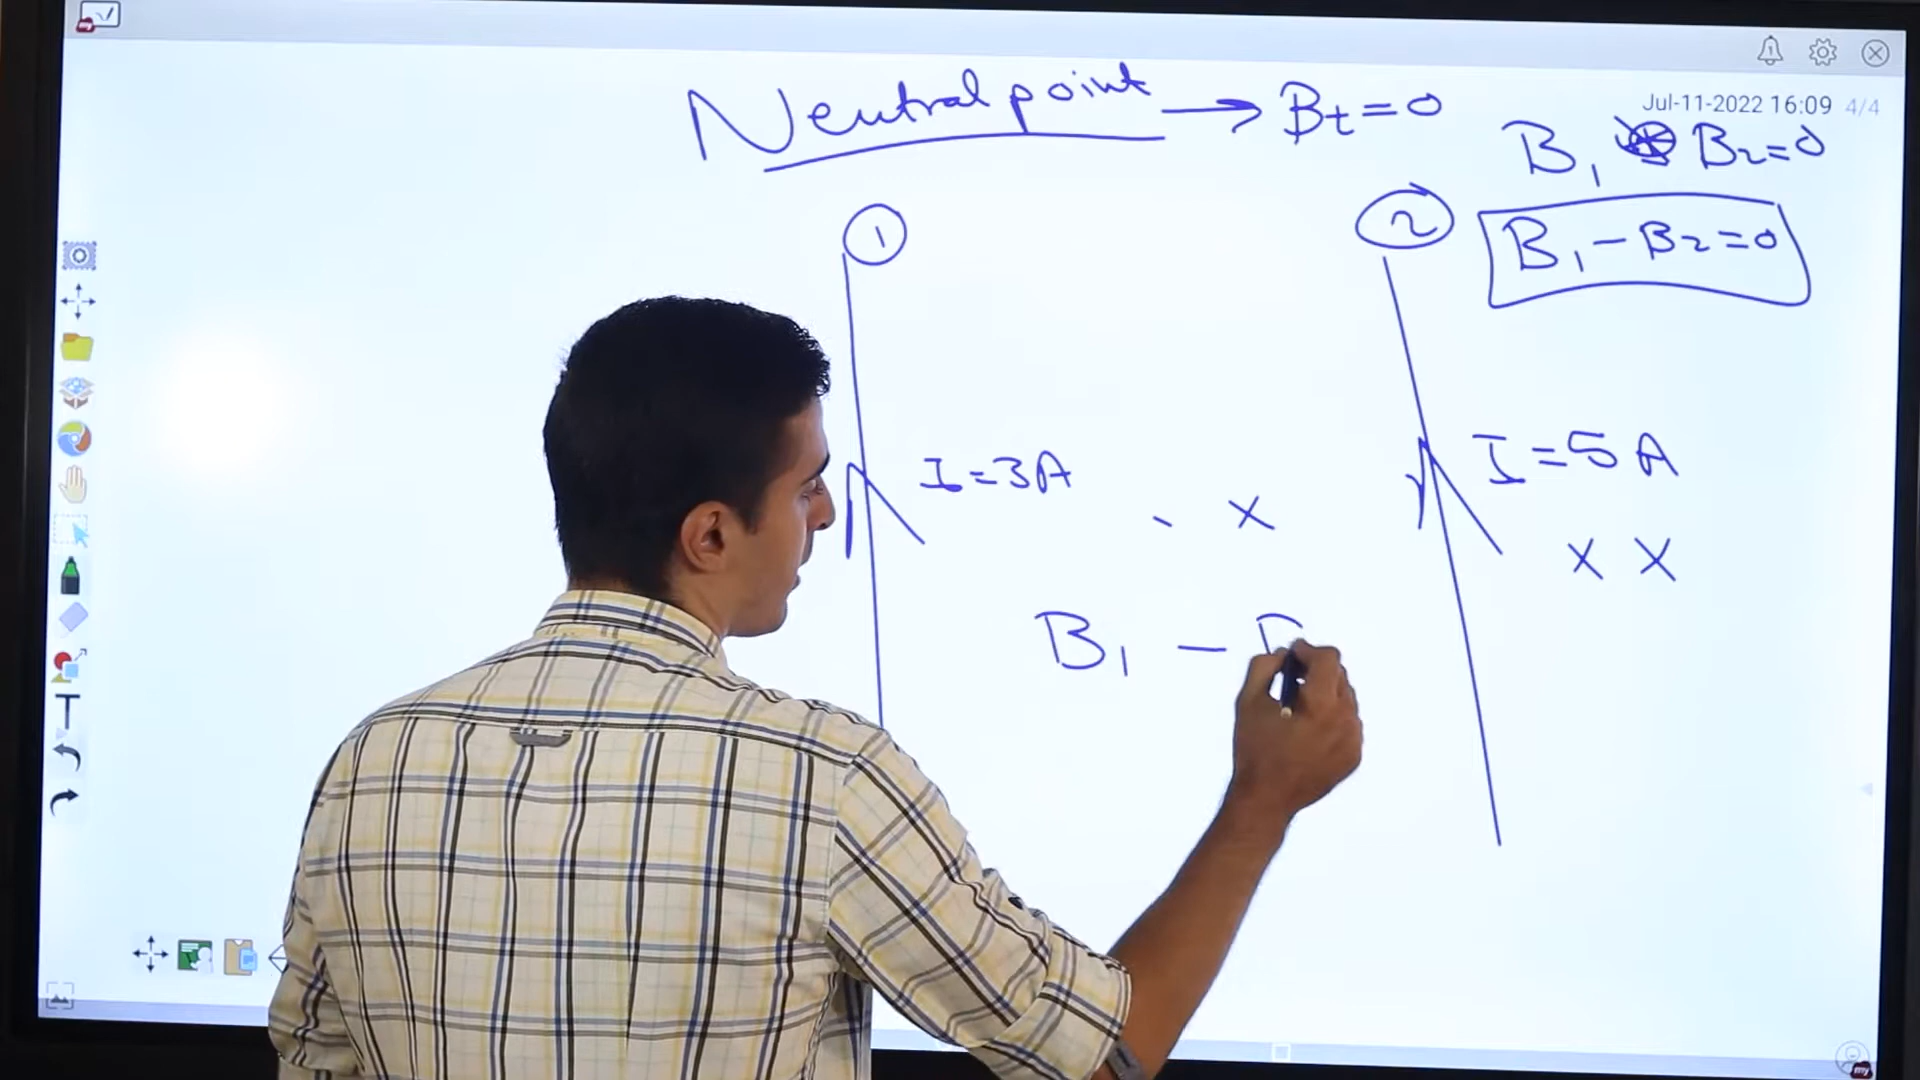 Neutral point → Bt = 0
Jul-11-2022 16:09 4/4
B1 B2=0
B1 - B2 = 0
1
2
I=3A
I=5A
. x
x x
B1 -